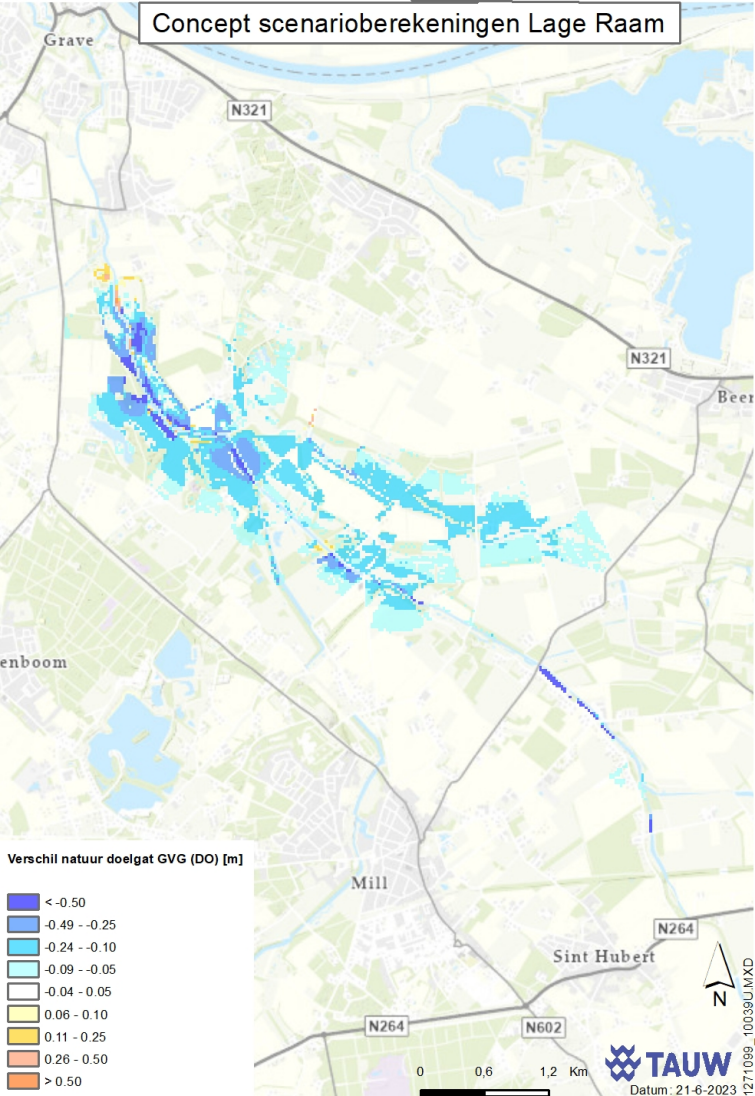 Concept scenarioberekeningen Lage Raam
Grave
N321
N321
Beer
enboom
Verschil natuur doelgat GVG (DO) [m]
< -0.50
-0.49 - -0.25
-0.24 - -0.10
-0.09 - -0.05
-0.04 - 0.05
0.06 - 0.10
0.11 - 0.25
0.26 - 0.50
> 0.50
Mill
N264
Sint Hubert
N264
N602
N
0 0,6 1,2 Km
TAUW
Datum : 21-6-2023
1271099_10039U.MXD